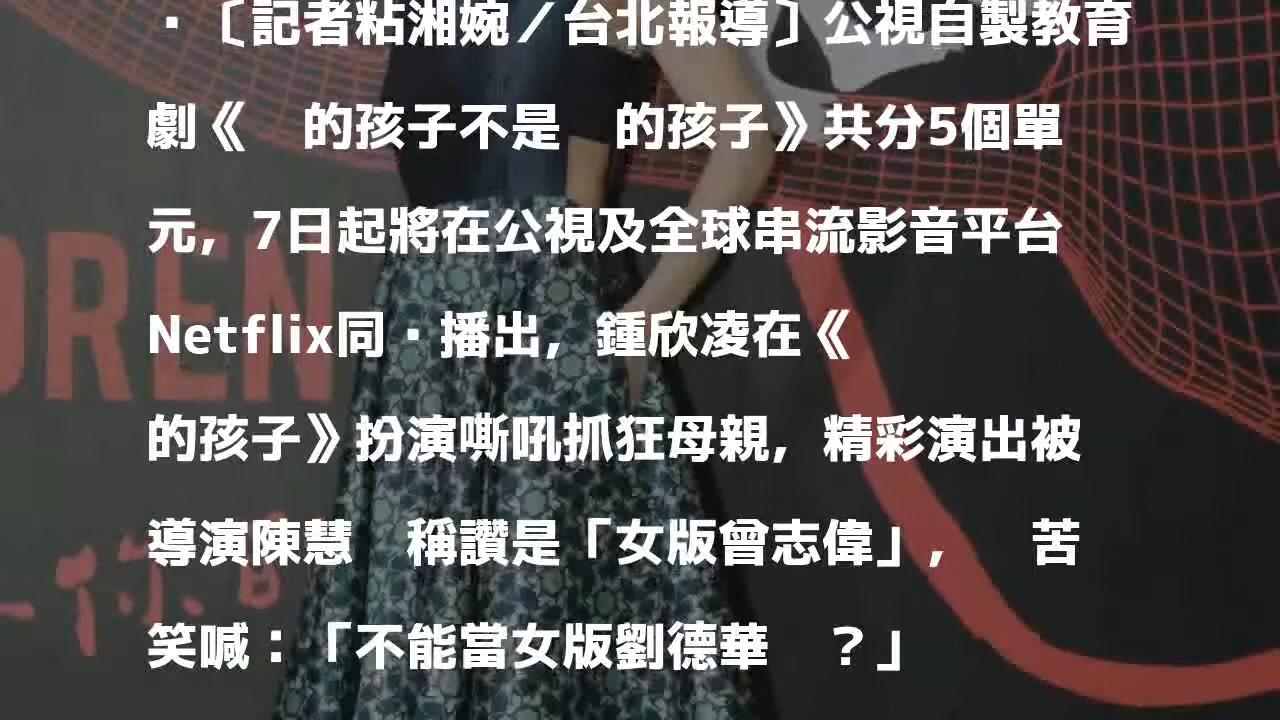 ・〔記者粘湘婉／台北報導〕公視自製教育
劇《　的孩子不是　的孩子》共分5個單
元，7日起將在公視及全球串流影音平台
Netflix同・播出，鍾欣凌在《
的孩子》扮演嘶吼抓狂母親，精彩演出被
導演陳慧　稱讚是「女版曾志偉」，　苦
笑喊：「不能當女版劉德華　？」
DREN